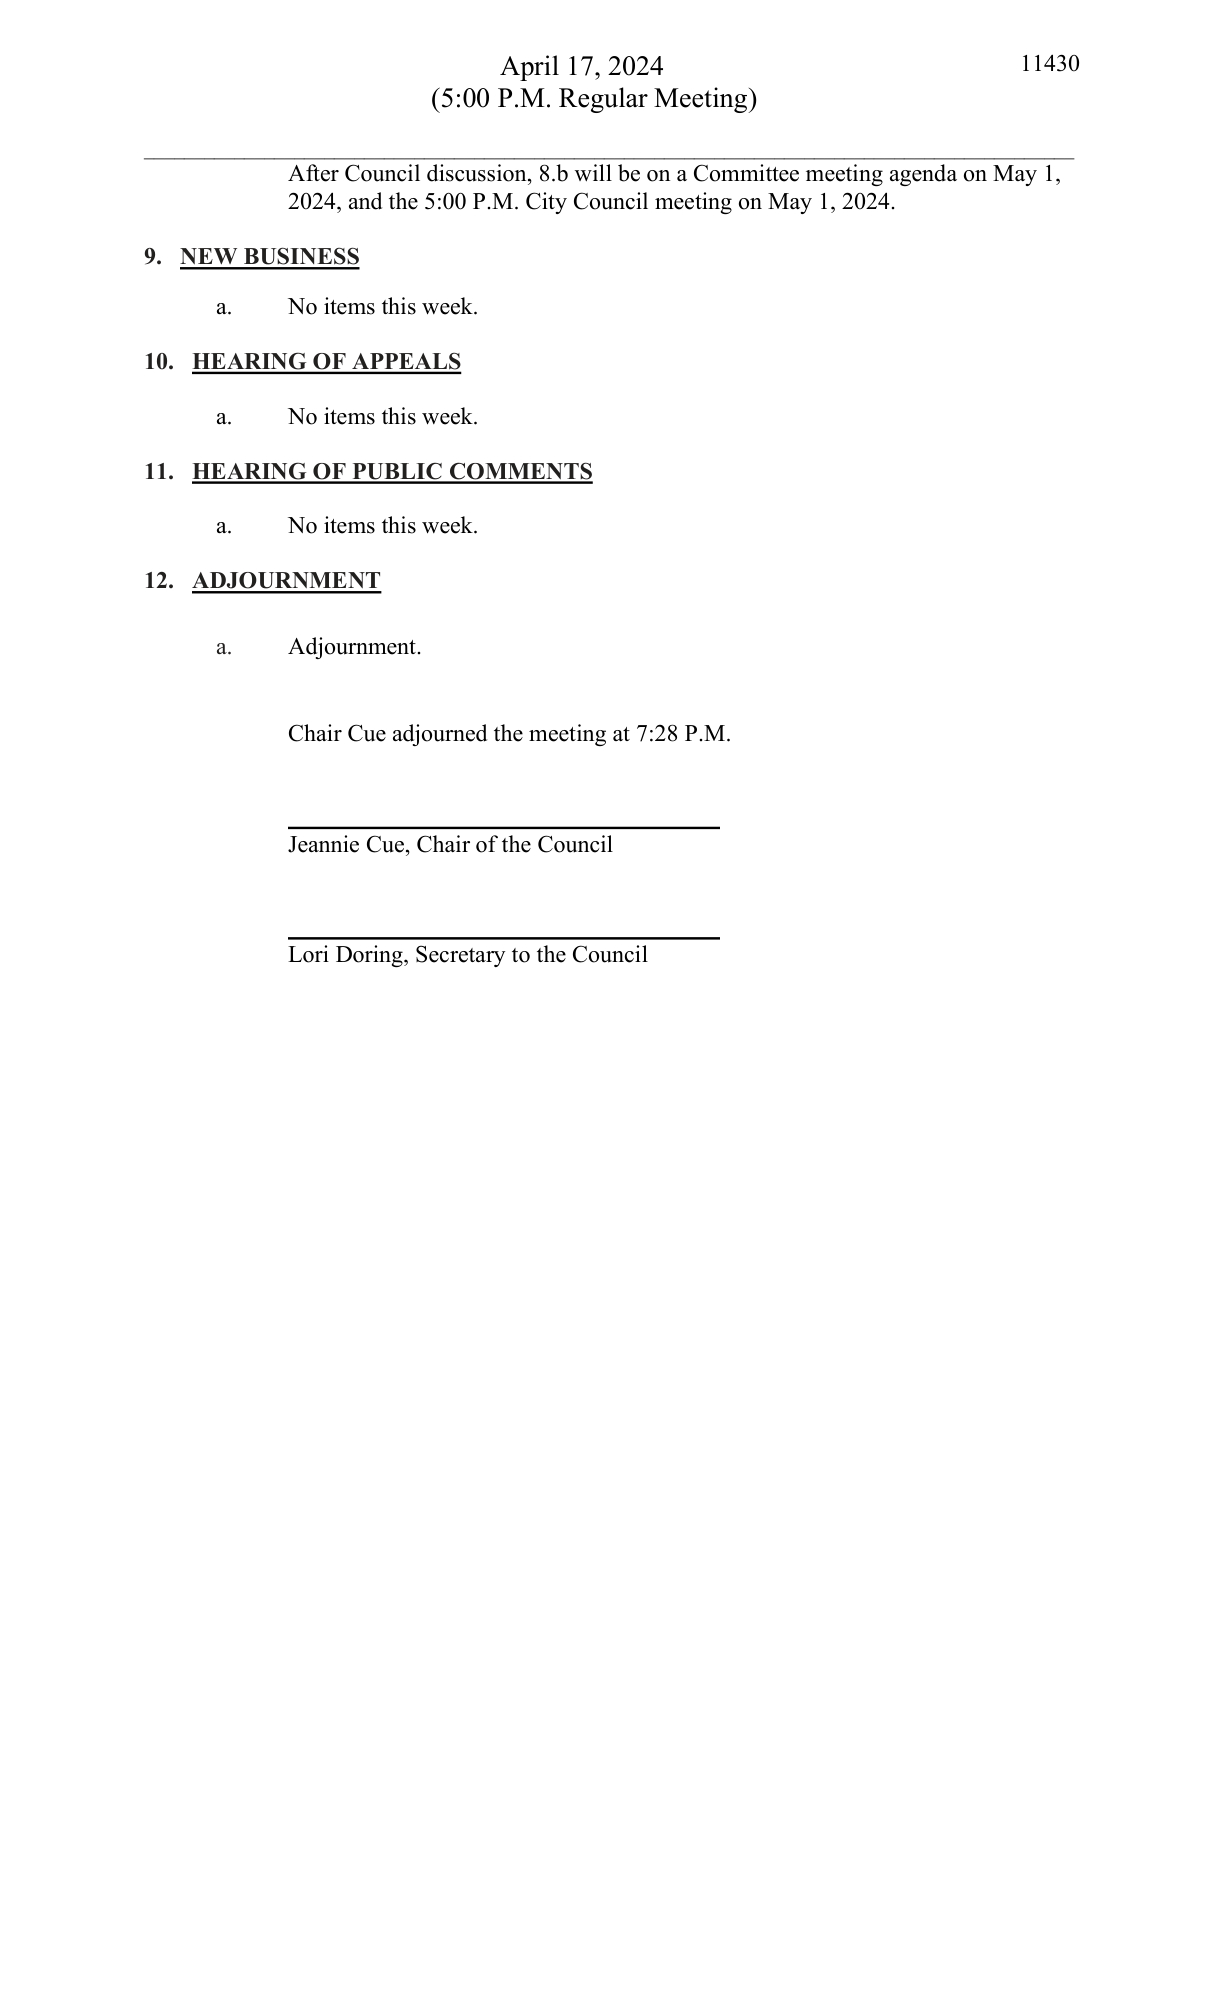 April 17, 2024
11430
(5:00 P.M. Regular Meeting)
After Council discussion, 8.b will be on a Committee meeting agenda on May 1,
2024, and the 5:00 P.M. City Council meeting on May 1, 2024.
9. NEW BUSINESS
a. No items this week.
10. HEARING OF APPEALS
a. No items this week.
11. HEARING OF PUBLIC COMMENTS
a. No items this week.
12. ADJOURNMENT
a. Adjournment.
Chair Cue adjourned the meeting at 7:28 P.M.
Jeannie Cue, Chair of the Council
Lori Doring, Secretary to the Council